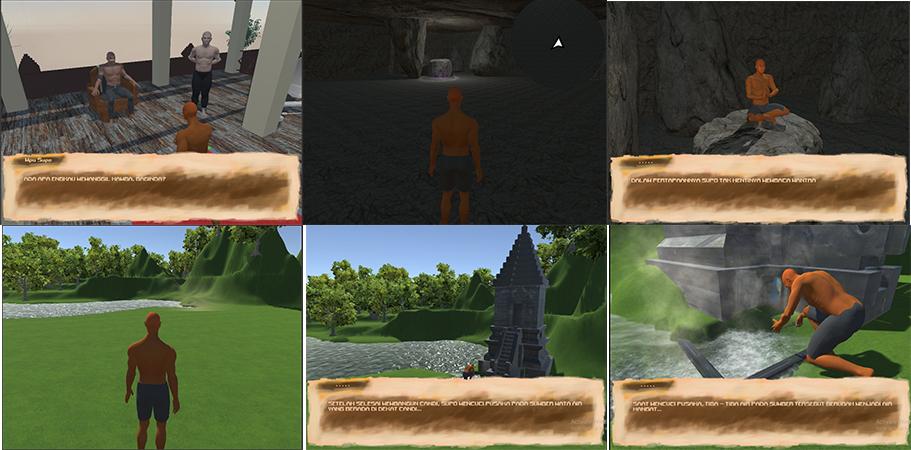 Mpu Supo
ADA APA ENGKAU MEMANGGIL HAMBA, BAGINDA?
.....
DALAM PERTAPAANNYA SUPO TAK HENTINYA MEMBACA MANTRA
.....
SETELAH SELESAI MEMBANGUN CANDI, SUPO MENCUCI PUSAKA PADA SUMBER MATA AIR
YANG BERADA DI DEKAT CANDI...
.....
SAAT MENCUCI PUSAKA, TIBA - TIBA AIR PADA SUMBER TERSEBUT BERUBAH MENJADI AIR
HANGAT...